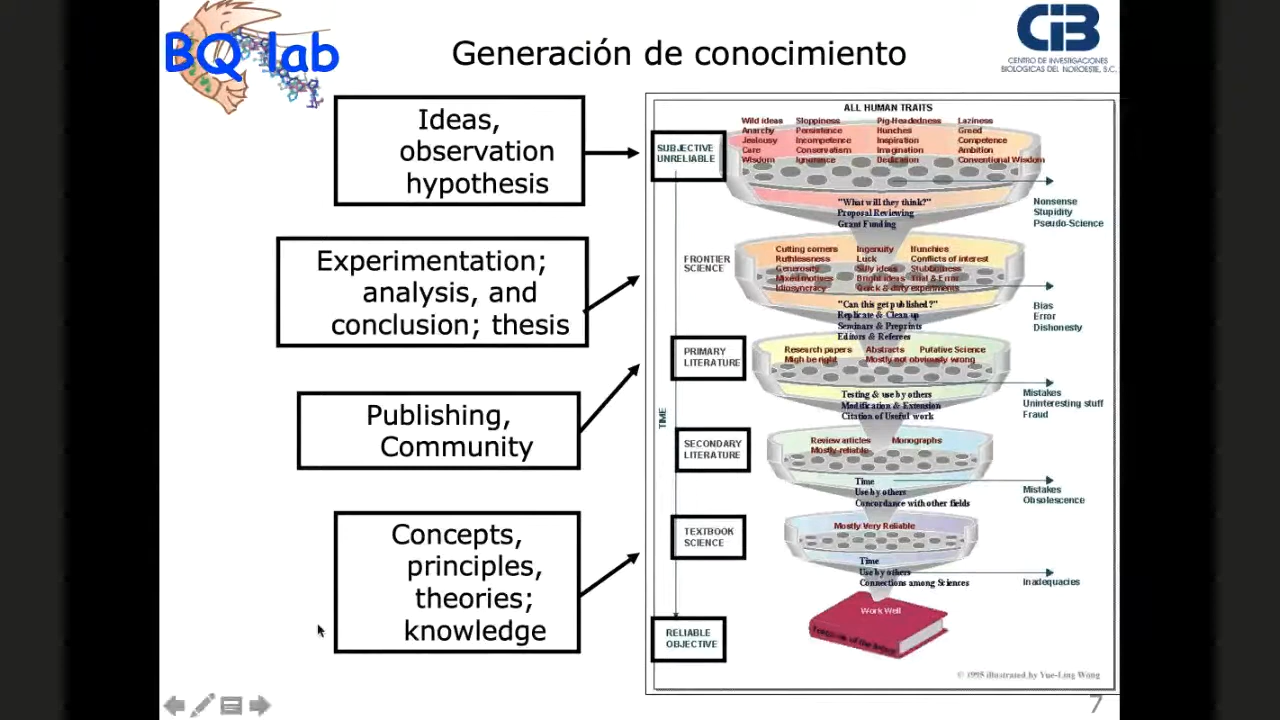 BQ lab
Generación de conocimiento
CIB
CENTRO DE INVESTIGACIONES
BIOLÓGICAS DEL NOROESTE, S.C.
Ideas,
observation
hypothesis
Experimentation;
analysis, and
conclusion; thesis
Publishing,
Community
Concepts,
principles,
theories;
knowledge
ALL HUMAN TRAITS
Wild ideas Sloppiness Pig-Headedness Laziness
Anarchy Persistence Hunches Greed
Jealousy Incompetence Inspiration Competence
Care Conservatism Imagination Ambition
Wisdom Ignorance Dedication Conventional Wisdom
SUBJECTIVE
UNRELIABLE
"What will they think?"
Proposal Reviewing
Grant Funding
Nonsense
Stupidity
Pseudo-Science
FRONTIER
SCIENCE
Cutting corners Ingenuity Hunchies
Ruthlessness Luck Conflicts of interest
Generosity Silly ideas Stubborness
Mixed motives Bright ideas Trial & Error
Idiosyncracy Quick & dirty experiments
"Can this get published?"
Replicate & Clean up
Seminars & Preprints
Editors & Referees
Bias
Error
Dishonesty
PRIMARY
LITERATURE
Research papers Abstracts Putative Science
Migh be right Mostly not obviously wrong
Testing & use by others
Modification & Extension
Citation of Useful work
Mistakes
Uninteresting stuff
Fraud
TIME
SECONDARY
LITERATURE
Review articles Monographs
Mostly-reliable
Time
Use by others
Concordance with other fields
Mistakes
Obsolescence
TEXTBOOK
SCIENCE
Mostly Very Reliable
Time
Use by others
Connections among Sciences
Inadequacies
Work Well
RELIABLE
OBJECTIVE
© 1995 illustrated by Yue-Ling Wong
7